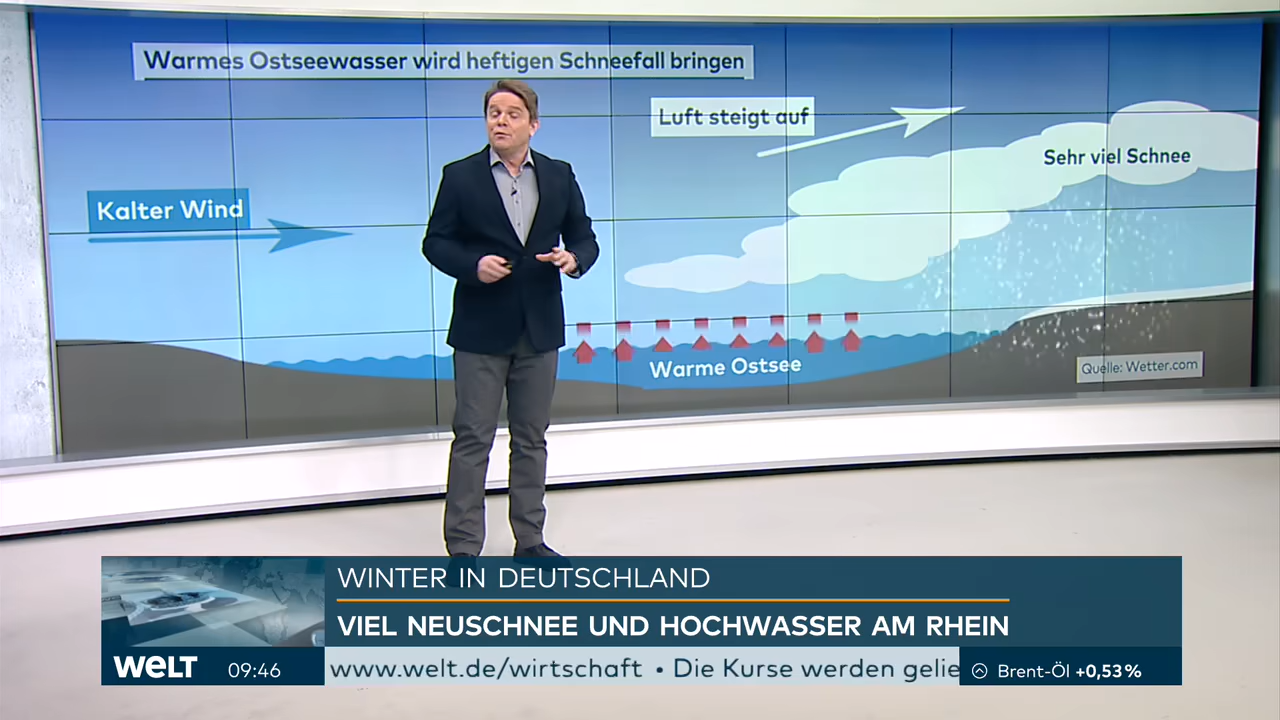 Warmes Ostseewasser wird heftigen Schneefall bringen
Luft steigt auf
Sehr viel Schnee
Kalter Wind
Warme Ostsee
Quelle: Wetter.com
WINTER IN DEUTSCHLAND
VIEL NEUSCHNEE UND HOCHWASSER AM RHEIN
welt 09:46 www.welt.de/wirtschaft • Die Kurse werden gelie Brent-Öl +0,53%